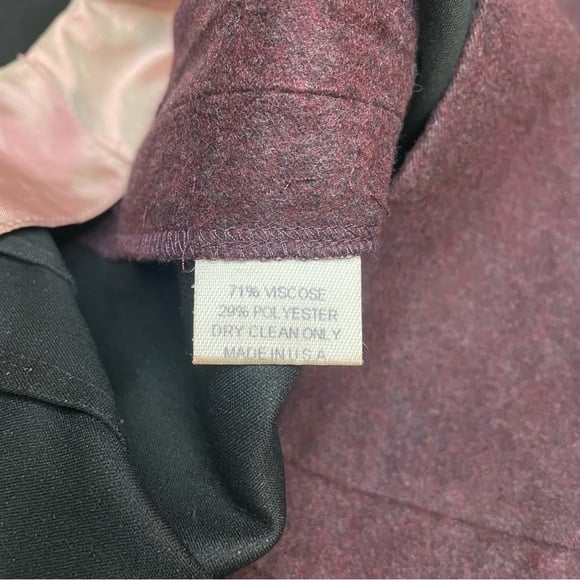 71% VISCOSE
29% POLYESTER
DRY CLEAN ONLY
MADE IN U.S.A